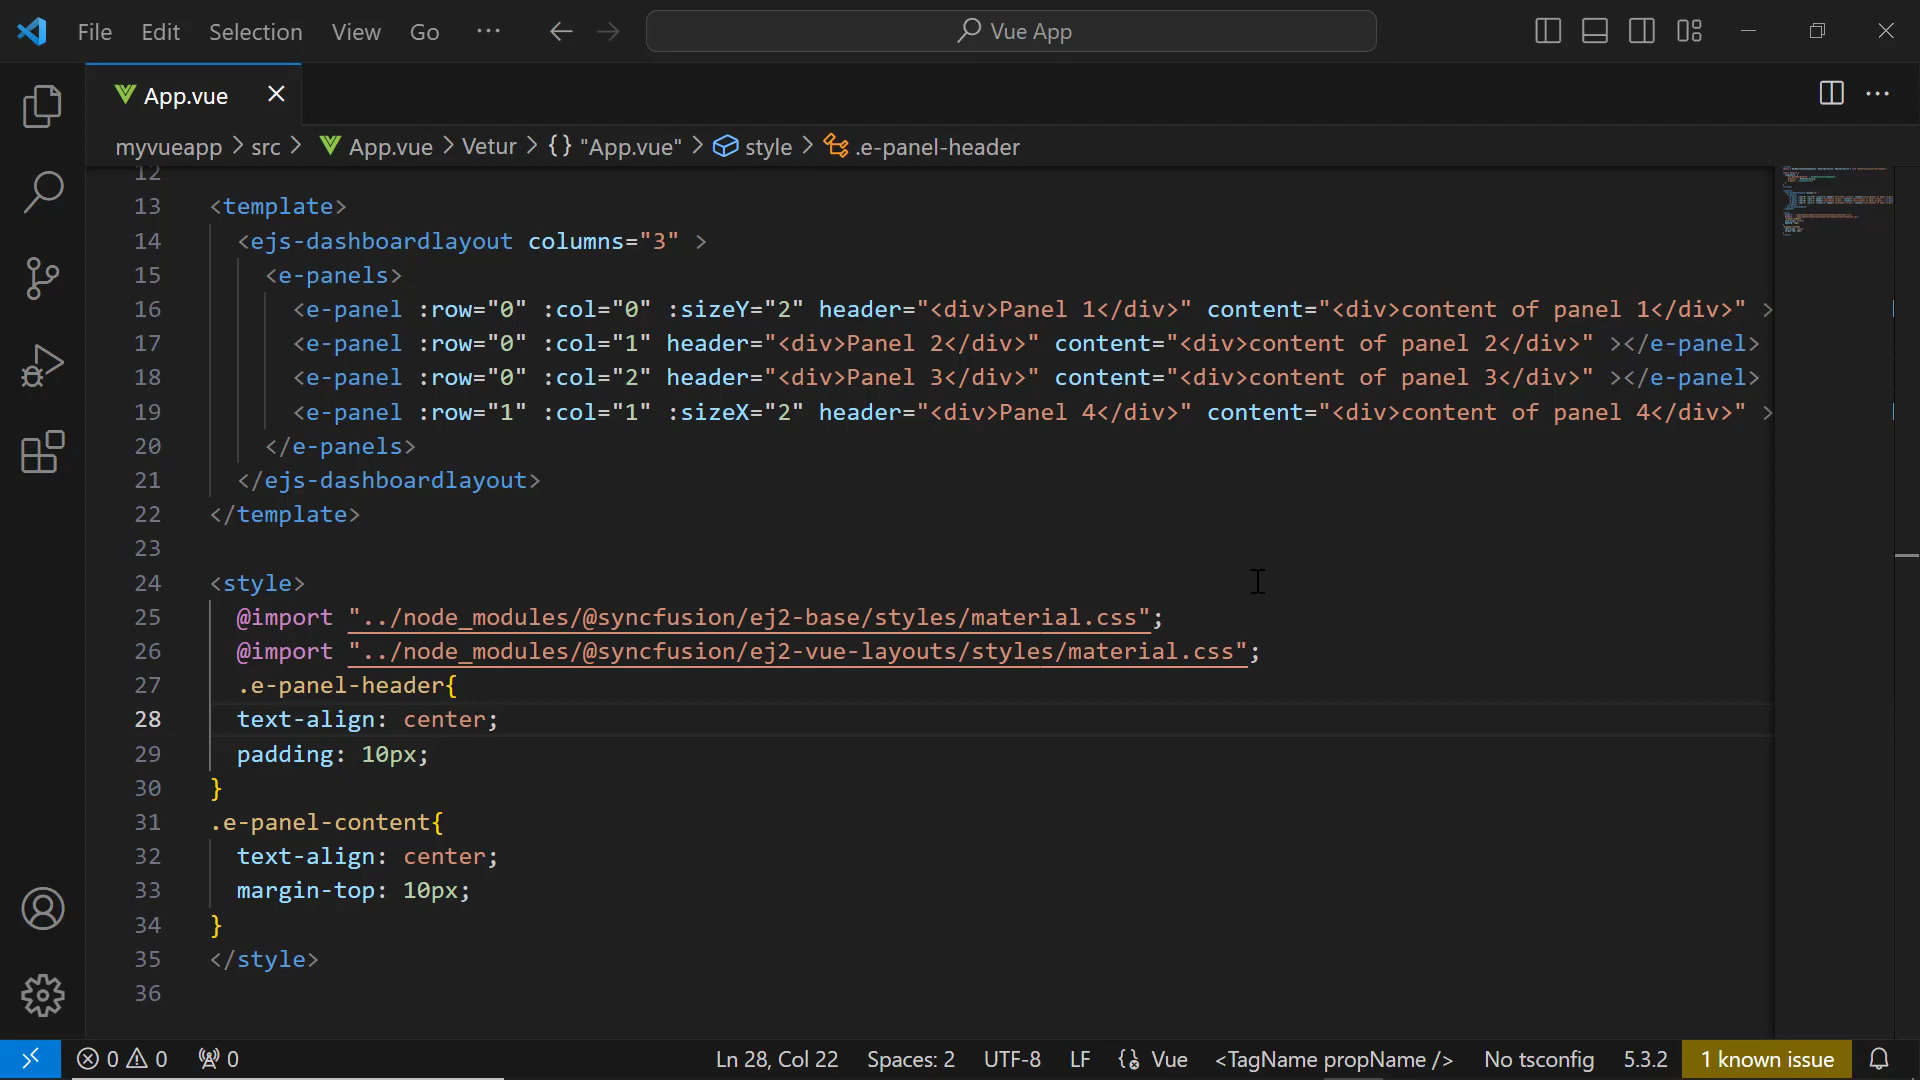 File Edit Selection View Go ··· Vue App
App.vue
myvueapp > src > App.vue > Vetur > {} "App.vue" > style > .e-panel-header
12
13 <template>
14 <ejs-dashboardlayout columns="3" >
15 <e-panels>
16 <e-panel :row="0" :col="0" :sizeY="2" header="<div>Panel 1</div>" content="<div>content of panel 1</div>" >
17 <e-panel :row="0" :col="1" header="<div>Panel 2</div>" content="<div>content of panel 2</div>" ></e-panel>
18 <e-panel :row="0" :col="2" header="<div>Panel 3</div>" content="<div>content of panel 3</div>" ></e-panel>
19 <e-panel :row="1" :col="1" :sizeX="2" header="<div>Panel 4</div>" content="<div>content of panel 4</div>" >
20 </e-panels>
21 </ejs-dashboardlayout>
22 </template>
23
24 <style>
25 @import "../node_modules/@syncfusion/ej2-base/styles/material.css";
26 @import "../node_modules/@syncfusion/ej2-vue-layouts/styles/material.css";
27 .e-panel-header{
28 text-align: center;
29 padding: 10px;
30 }
31 .e-panel-content{
32 text-align: center;
33 margin-top: 10px;
34 }
35 </style>
36
0 0 0 Ln 28, Col 22 Spaces: 2 UTF-8 LF Vue <TagName propName /> No tsconfig 5.3.2 1 known issue